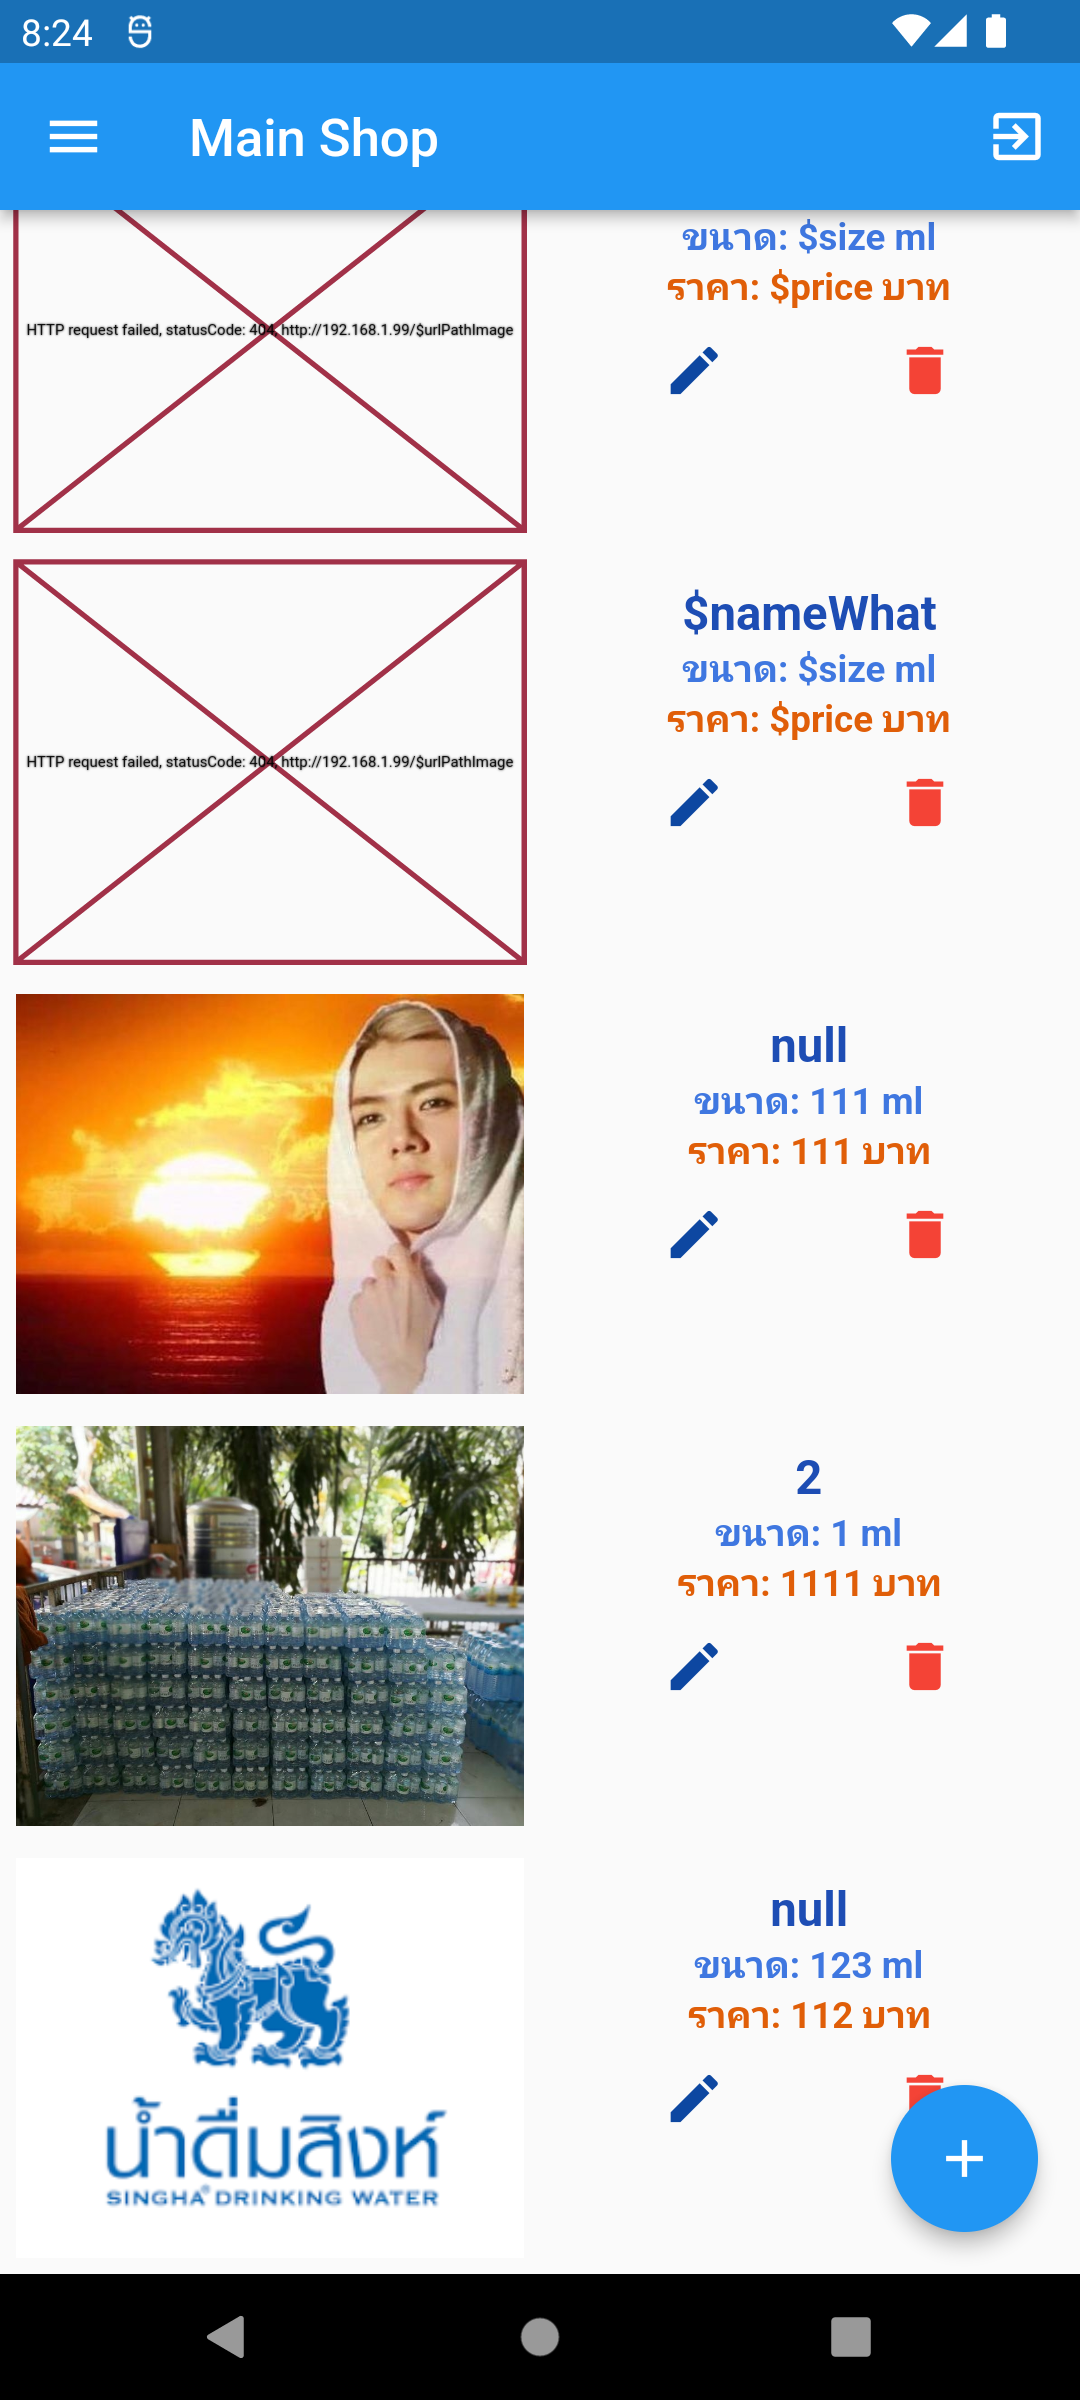 8:24
Main Shop
ขนาด: $size ml
ราคา: $price บาท
HTTP request failed, statusCode: 404, http://192.168.1.99/$urlPathImage
$nameWhat
ขนาด: $size ml
ราคา: $price บาท
HTTP request failed, statusCode: 404, http://192.168.1.99/$urlPathImage
null
ขนาด: 111 ml
ราคา: 111 บาท
2
ขนาด: 1 ml
ราคา: 1111 บาท
null
ขนาด: 123 ml
ราคา: 112 บาท
น้ำดื่มสิงห์
SINGHA® DRINKING WATER